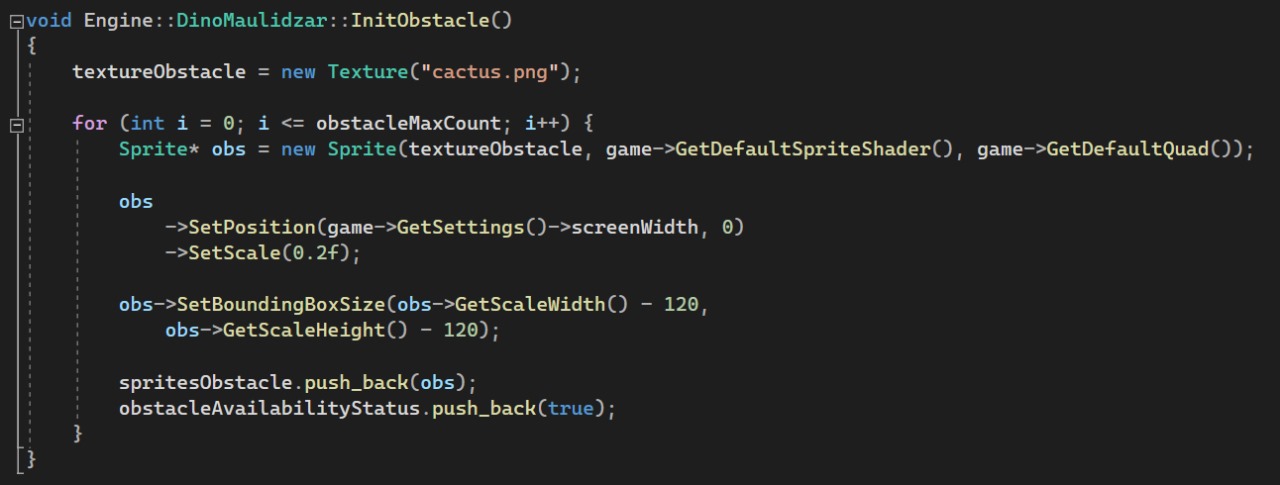 void Engine::DinoMaulidzar::InitObstacle()
{
    textureObstacle = new Texture("cactus.png");
    for (int i = 0; i <= obstacleMaxCount; i++) {
        Sprite* obs = new Sprite(textureObstacle, game->GetDefaultSpriteShader(), game->GetDefaultQuad());
        obs
            ->SetPosition(game->GetSettings()->screenWidth, 0)
            ->SetScale(0.2f);
        obs->SetBoundingBoxSize(obs->GetScaleWidth() - 120,
            obs->GetScaleHeight() - 120);
        spritesObstacle.push_back(obs);
        obstacleAvailabilityStatus.push_back(true);
    }
}